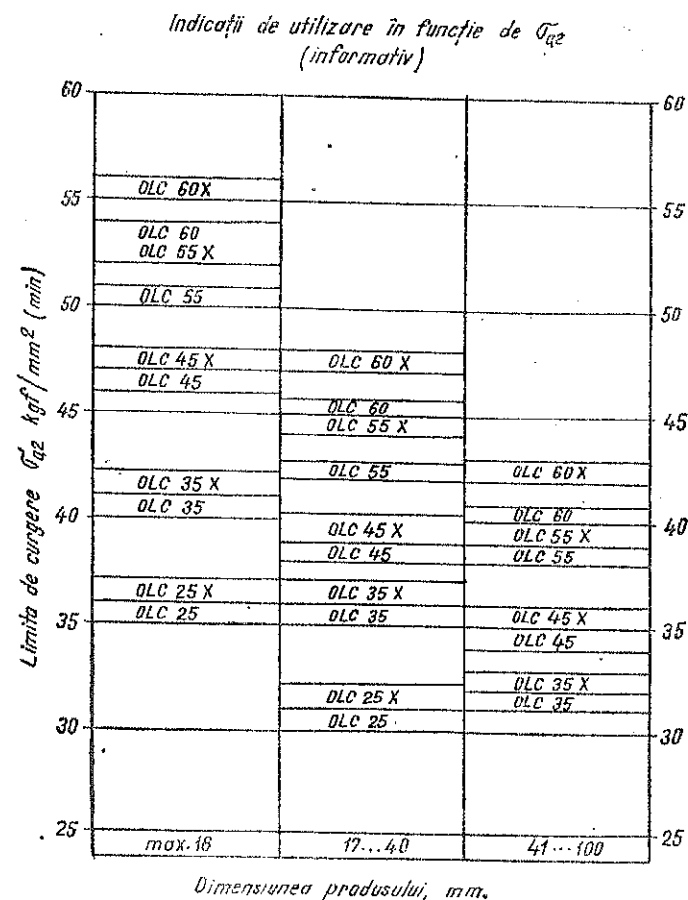 Indicații de utilizare în funcție de σ0,2
(informativ)
60
55
50
45
40
35
30
25
Limita de curgere σ0,2 kgf/mm² (min)
OLC 60X
OLC 60
OLC 55 X
OLC 55
OLC 45 X
OLC 45
OLC 35 X
OLC 35
OLC 25 X
OLC 25
max. 16
OLC 60 X
OLC 60
OLC 55 X
OLC 55
OLC 45 X
OLC 45
OLC 35 X
OLC 35
OLC 25 X
OLC 25
17...40
OLC 60X
OLC 60
OLC 55 X
OLC 55
OLC 45 X
OLC 45
OLC 35 X
OLC 35
41...100
60
55
50
45
40
35
30
25
Dimensiunea produsului, mm.